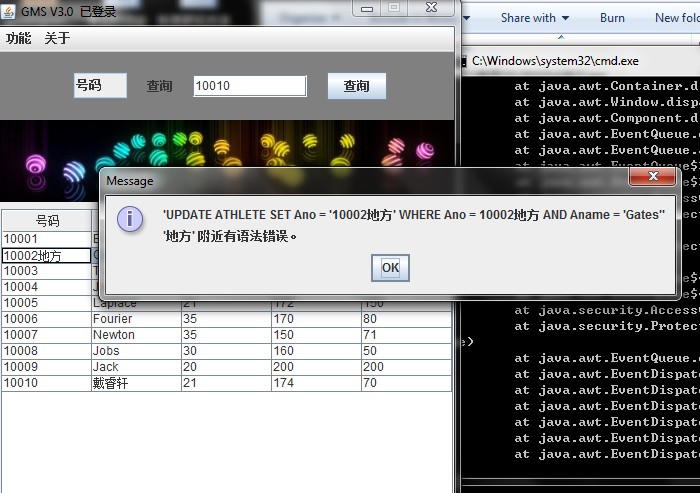 GMS V3.0 已登录
Share with
Burn
功能 关于
C:\Windows\system32\cmd.exe
号码 查询 10010 查询
at java.awt.Container.d
at java.awt.Window.disp
at java.awt.Component.d
at java.awt.EventQueue.
at java.awt.EventQueue.
Message
'UPDATE ATHLETE SET Ano = '10002地方' WHERE Ano = 10002地方 AND Aname = 'Gates''
'地方' 附近有语法错误。
OK
号码
10001
10002地方
10003
10004
10005 Laplace 21 172 150
10006 Fourier 35 170 80
10007 Newton 35 150 71
10008 Jobs 30 160 50
10009 Jack 20 200 200
10010 戴睿轩 21 174 70
at java.security.Access
at java.security.Protec
at java.awt.EventQueue.
at java.awt.EventDispat
at java.awt.EventDispat
at java.awt.EventDispat
at java.awt.EventDispat
at java.awt.EventDispat
at java.awt.EventDispat